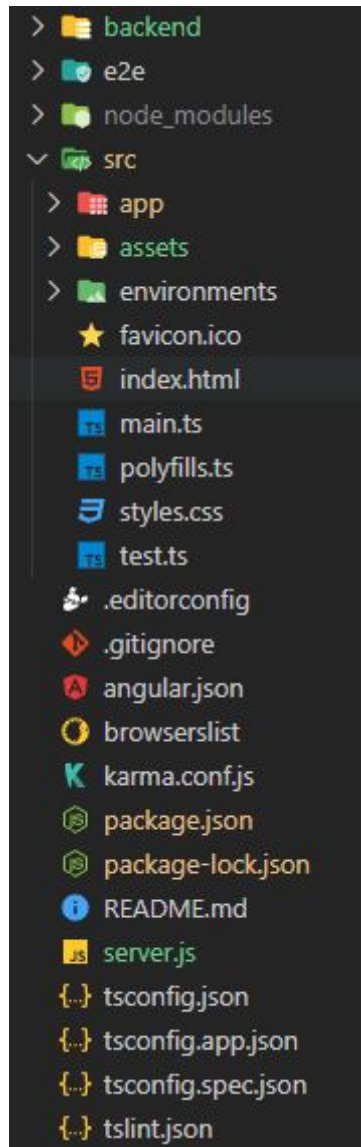 backend
e2e
node_modules
src
app
assets
environments
favicon.ico
index.html
main.ts
polyfills.ts
styles.css
test.ts
.editorconfig
.gitignore
angular.json
browserslist
karma.conf.js
package.json
package-lock.json
README.md
server.js
tsconfig.json
tsconfig.app.json
tsconfig.spec.json
tslint.json